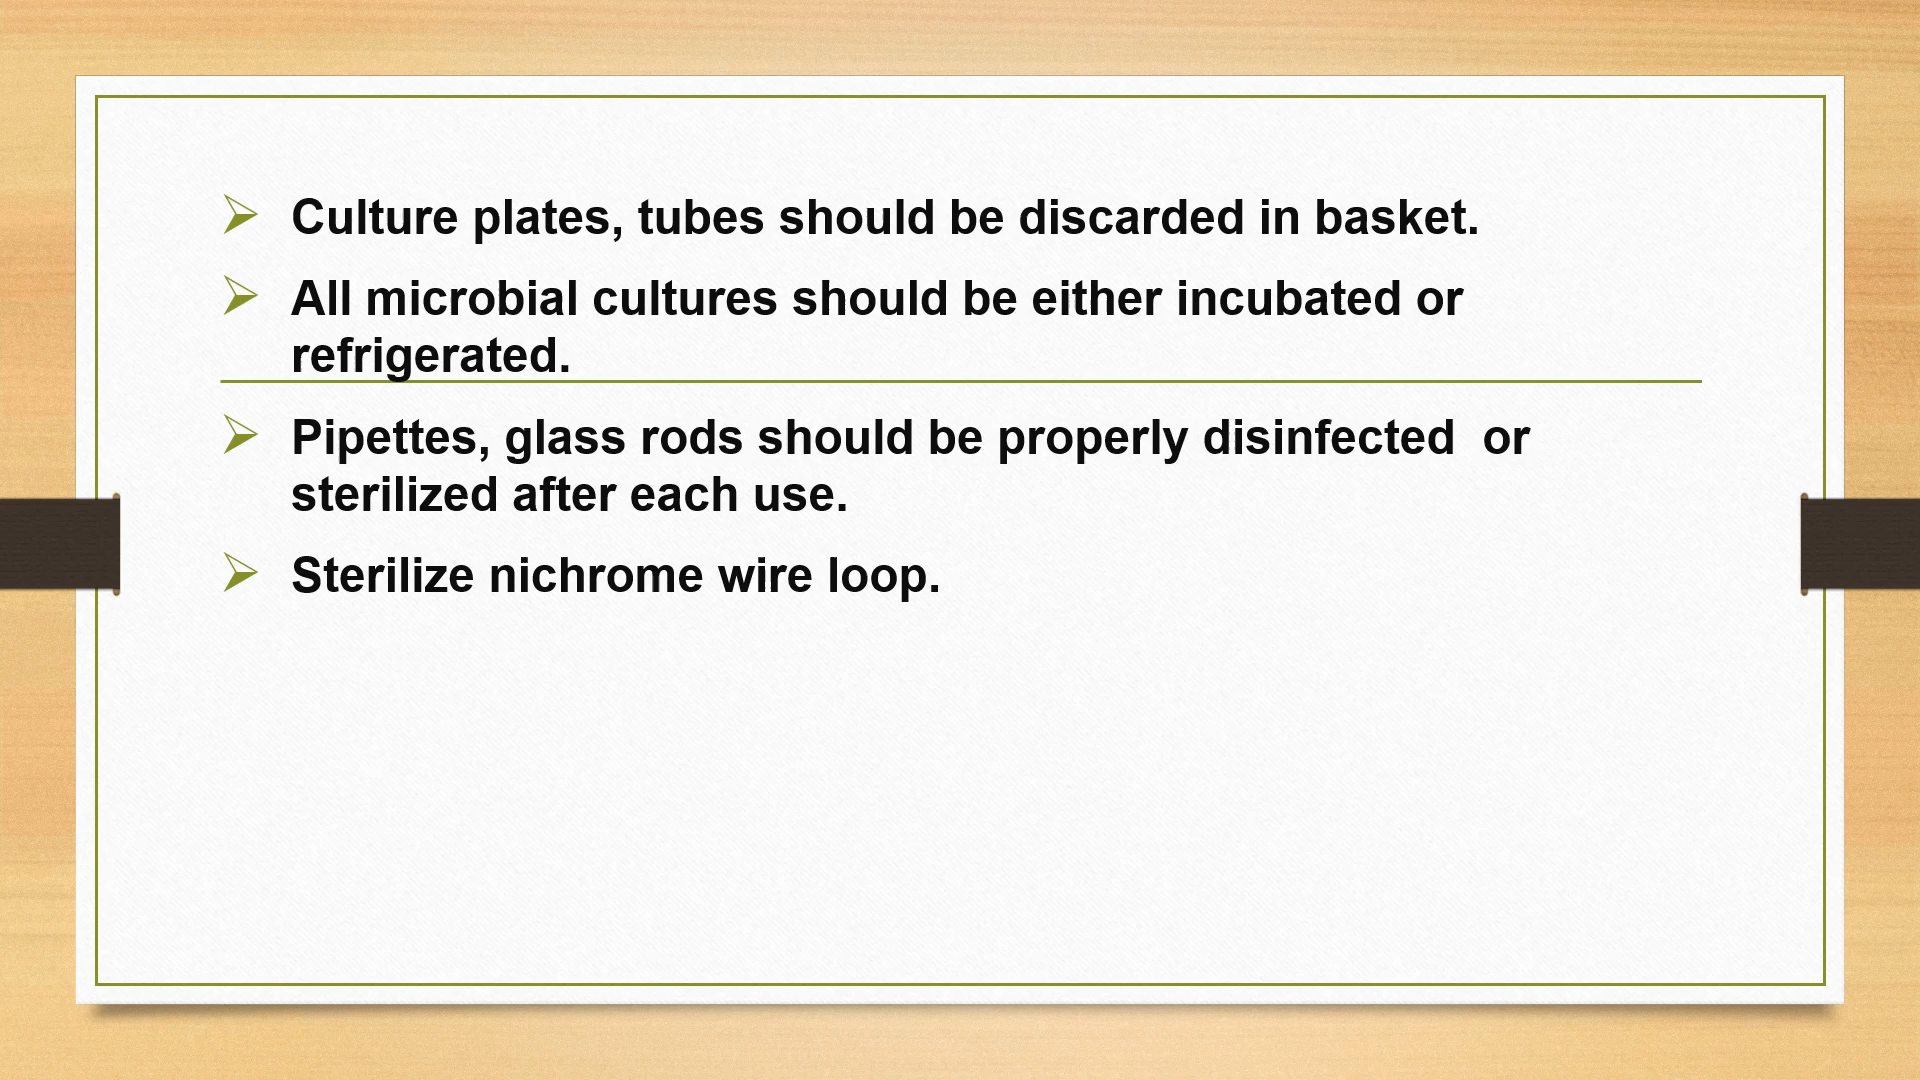 Culture plates, tubes should be discarded in basket.
All microbial cultures should be either incubated or
refrigerated.
Pipettes, glass rods should be properly disinfected  or
sterilized after each use.
Sterilize nichrome wire loop.